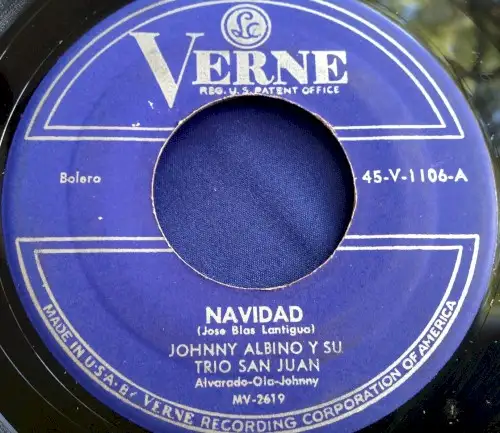 VERNE
REG. U.S. PATENT OFFICE
Bolero
45-V-1106-A
NAVIDAD
(Jose Blas Lantigua)
JOHNNY ALBINO Y SU
TRIO SAN JUAN
Alvarado-Ola-Johnny
MV-2619
MADE IN U.S.A. BY VERNE RECORDING CORPORATION OF AMERICA